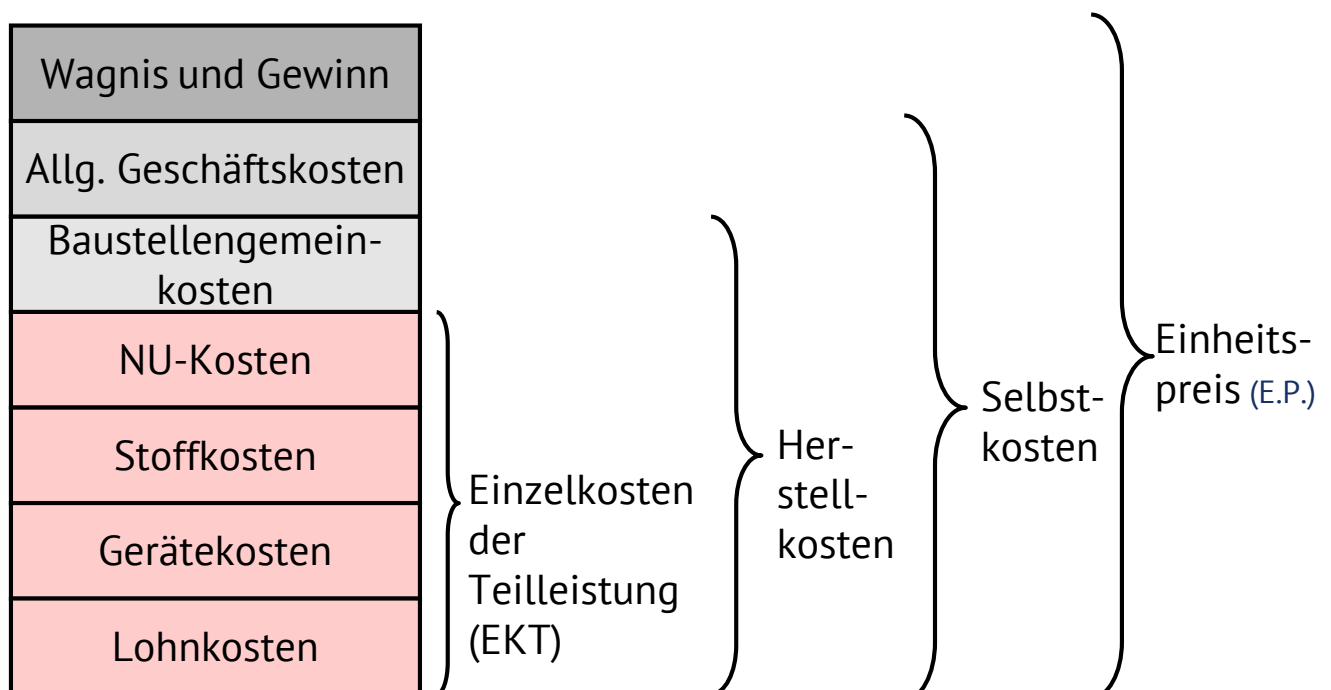 Wagnis und Gewinn
Allg. Geschäftskosten
Baustellengemein-
kosten
NU-Kosten
Stoffkosten
Gerätekosten
Lohnkosten
Einzelkosten
der
Teilleistung
(EKT)
Her-
stell-
kosten
Selbst-
kosten
Einheits-
preis (E.P.)